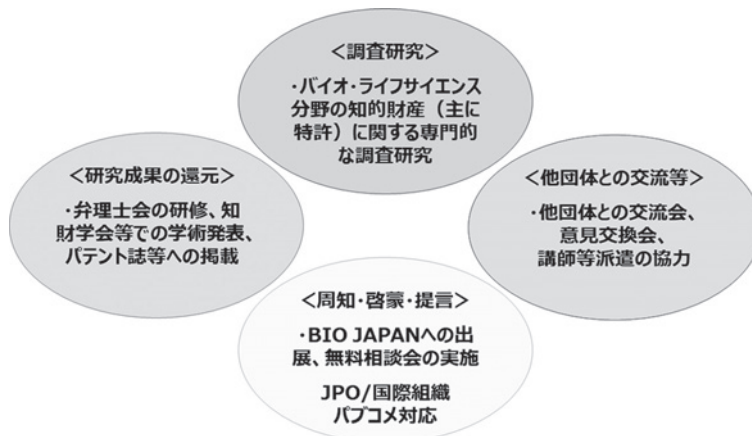 <調査研究>
・バイオ・ライフサイエンス
分野の知的財産（主に
特許）に関する専門的
な調査研究
<研究成果の還元>
・弁理士会の研修、知
財学会等での学術発表、
パテント誌等への掲載
<他団体との交流等>
・他団体との交流会、
意見交換会、
講師等派遣の協力
<周知・啓蒙・提言>
・BIO JAPANへの出
展、無料相談会の実施
JPO/国際組織
パブコメ対応